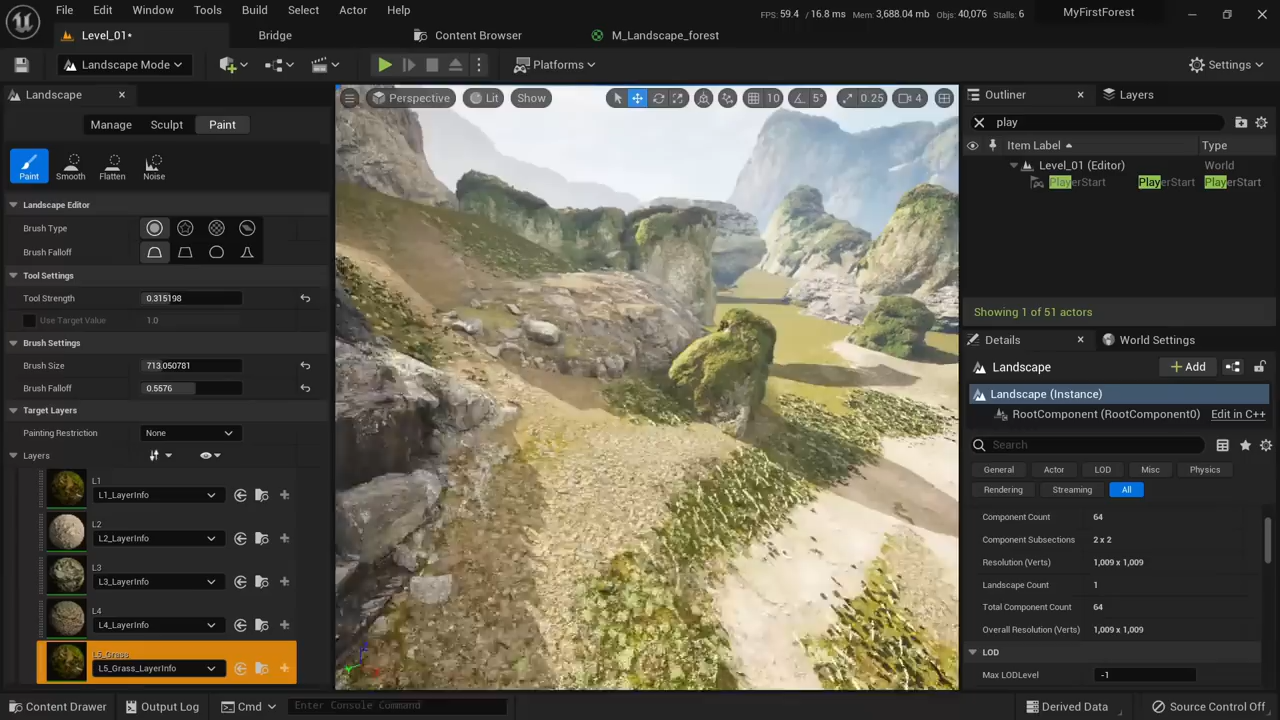 File Edit Window Tools Build Select Actor Help
FPS: 59.4 / 16.8 ms Mem: 3,688.04 mb Objs: 40,076 Stalls: 6
MyFirstForest
Level_01•
Bridge
Content Browser
M_Landscape_forest
Landscape Mode
Platforms
Settings
Landscape
Manage Sculpt Paint
Paint Smooth Flatten Noise
Landscape Editor
Brush Type
Brush Falloff
Tool Settings
Tool Strength 0.315198
Use Target Value 1.0
Brush Settings
Brush Size 713.050781
Brush Falloff 0.5576
Target Layers
Painting Restriction None
Layers
L1
L1_LayerInfo
L2
L2_LayerInfo
L3
L3_LayerInfo
L4
L4_LayerInfo
L5_Grass
L5_Grass_LayerInfo
Perspective Lit Show
10 5° 0.25 4
Outliner Layers
play
Item Label Type
Level_01 (Editor) World
PlayerStart PlayerStart PlayerStart
Showing 1 of 51 actors
Details World Settings
Landscape + Add
Landscape (Instance)
RootComponent (RootComponent0) Edit in C++
Search
General Actor LOD Misc Physics
Rendering Streaming All
Component Count 64
Component Subsections 2 x 2
Resolution (Verts) 1,009 x 1,009
Landscape Count 1
Total Component Count 64
Overall Resolution (Verts) 1,009 x 1,009
LOD
Max LODLevel -1
Content Drawer Output Log Cmd Enter Console Command
Derived Data Source Control Off